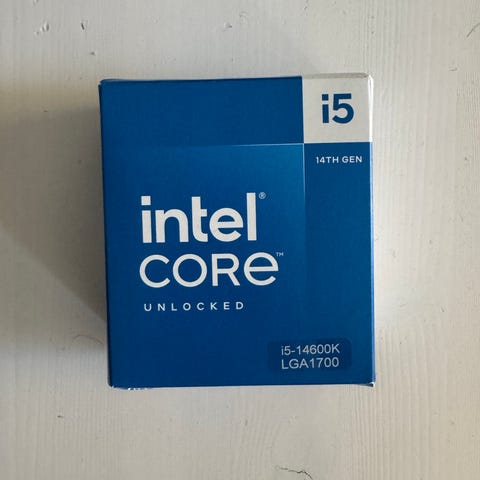 i5
14TH GEN
intel®
CORE™
UNLOCKED
i5-14600K
LGA1700